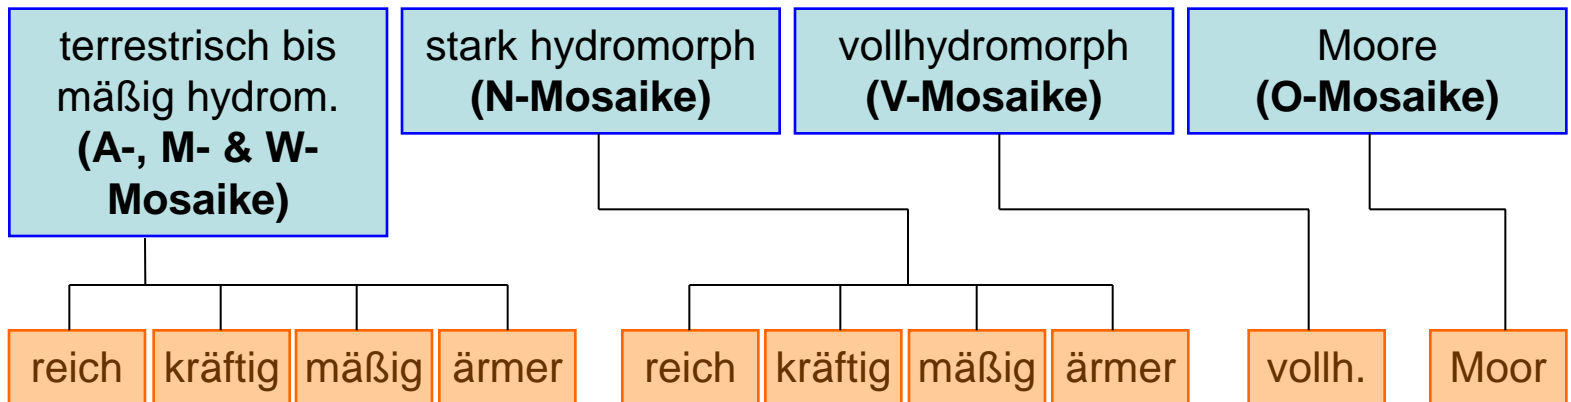 terrestrisch bis
mäßig hydrom.
(A-, M- & W-
Mosaike)
stark hydromorph
(N-Mosaike)
vollhydromorph
(V-Mosaike)
Moore
(O-Mosaike)
reich
kräftig
mäßig
ärmer
reich
kräftig
mäßig
ärmer
vollh.
Moor